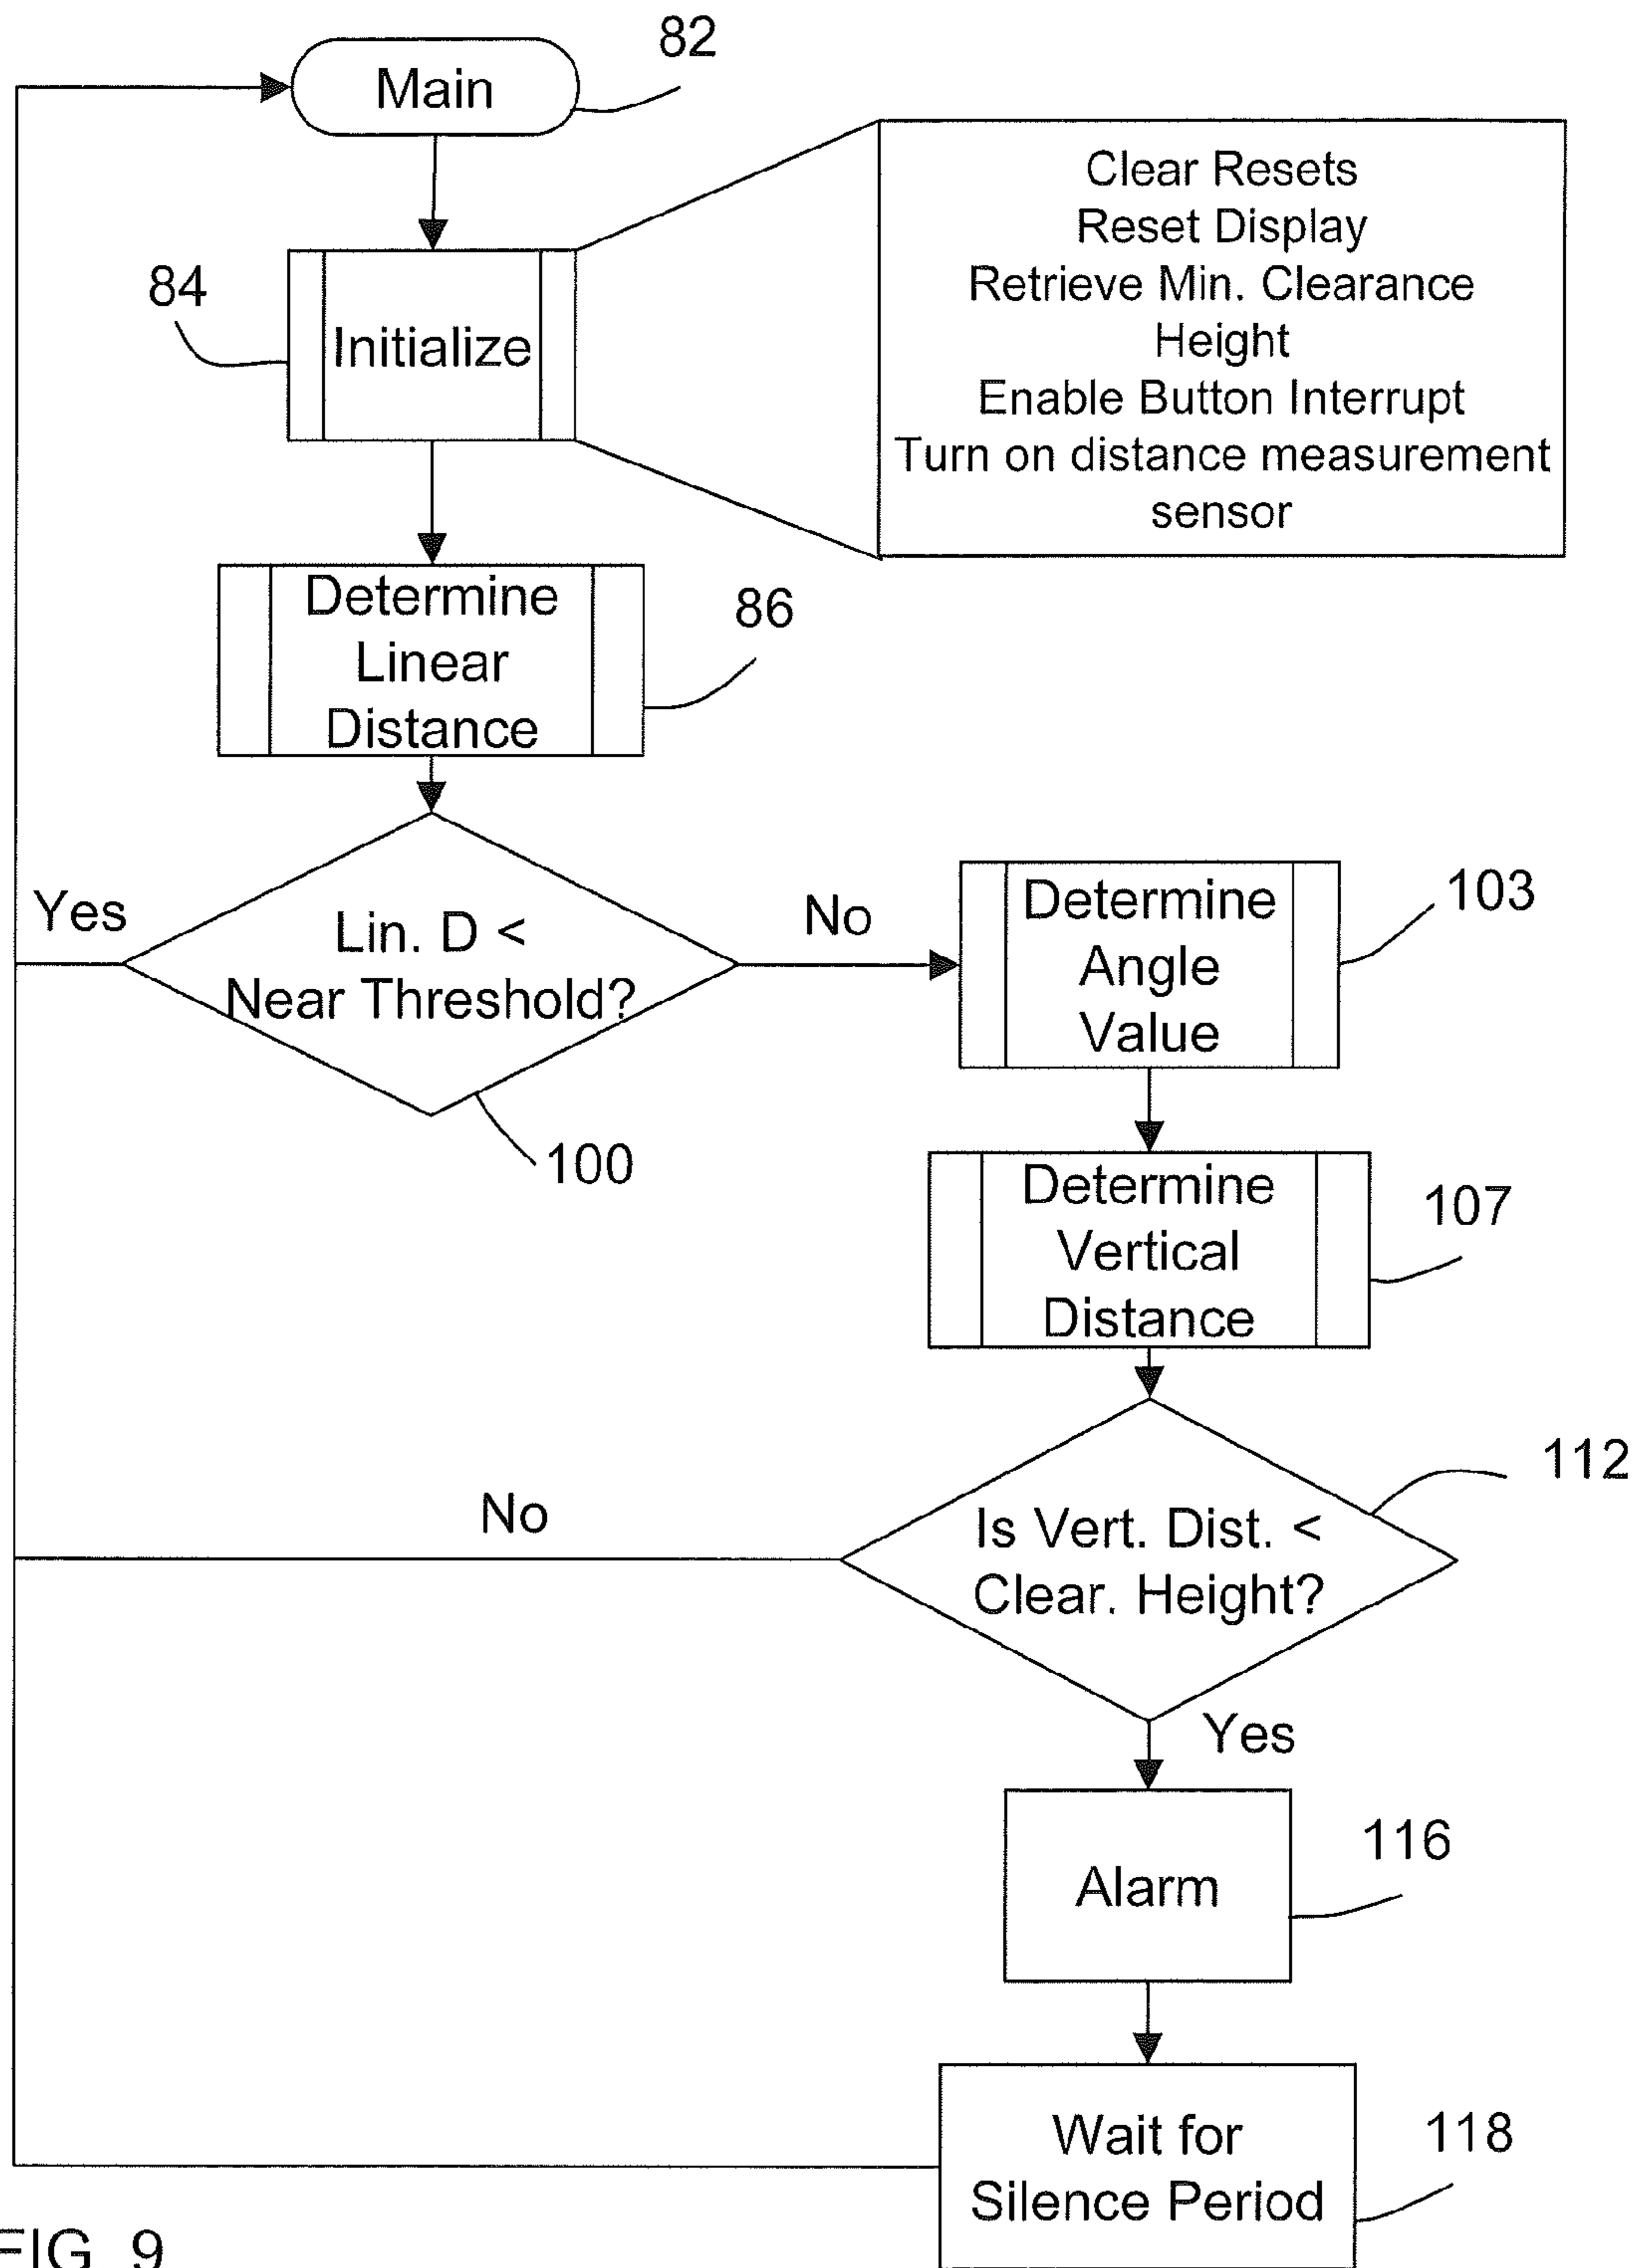 Main
82
Clear Resets
Reset Display
Retrieve Min. Clearance
Height
Enable Button Interrupt
Turn on distance measurement
sensor
84
Initialize
Determine
Linear
Distance
86
Yes
Lin. D <
Near Threshold?
100
No
Determine
Angle
Value
103
Determine
Vertical
Distance
107
Is Vert. Dist. <
Clear. Height?
112
No
Yes
Alarm
116
Wait for
Silence Period
118
FIG. 9